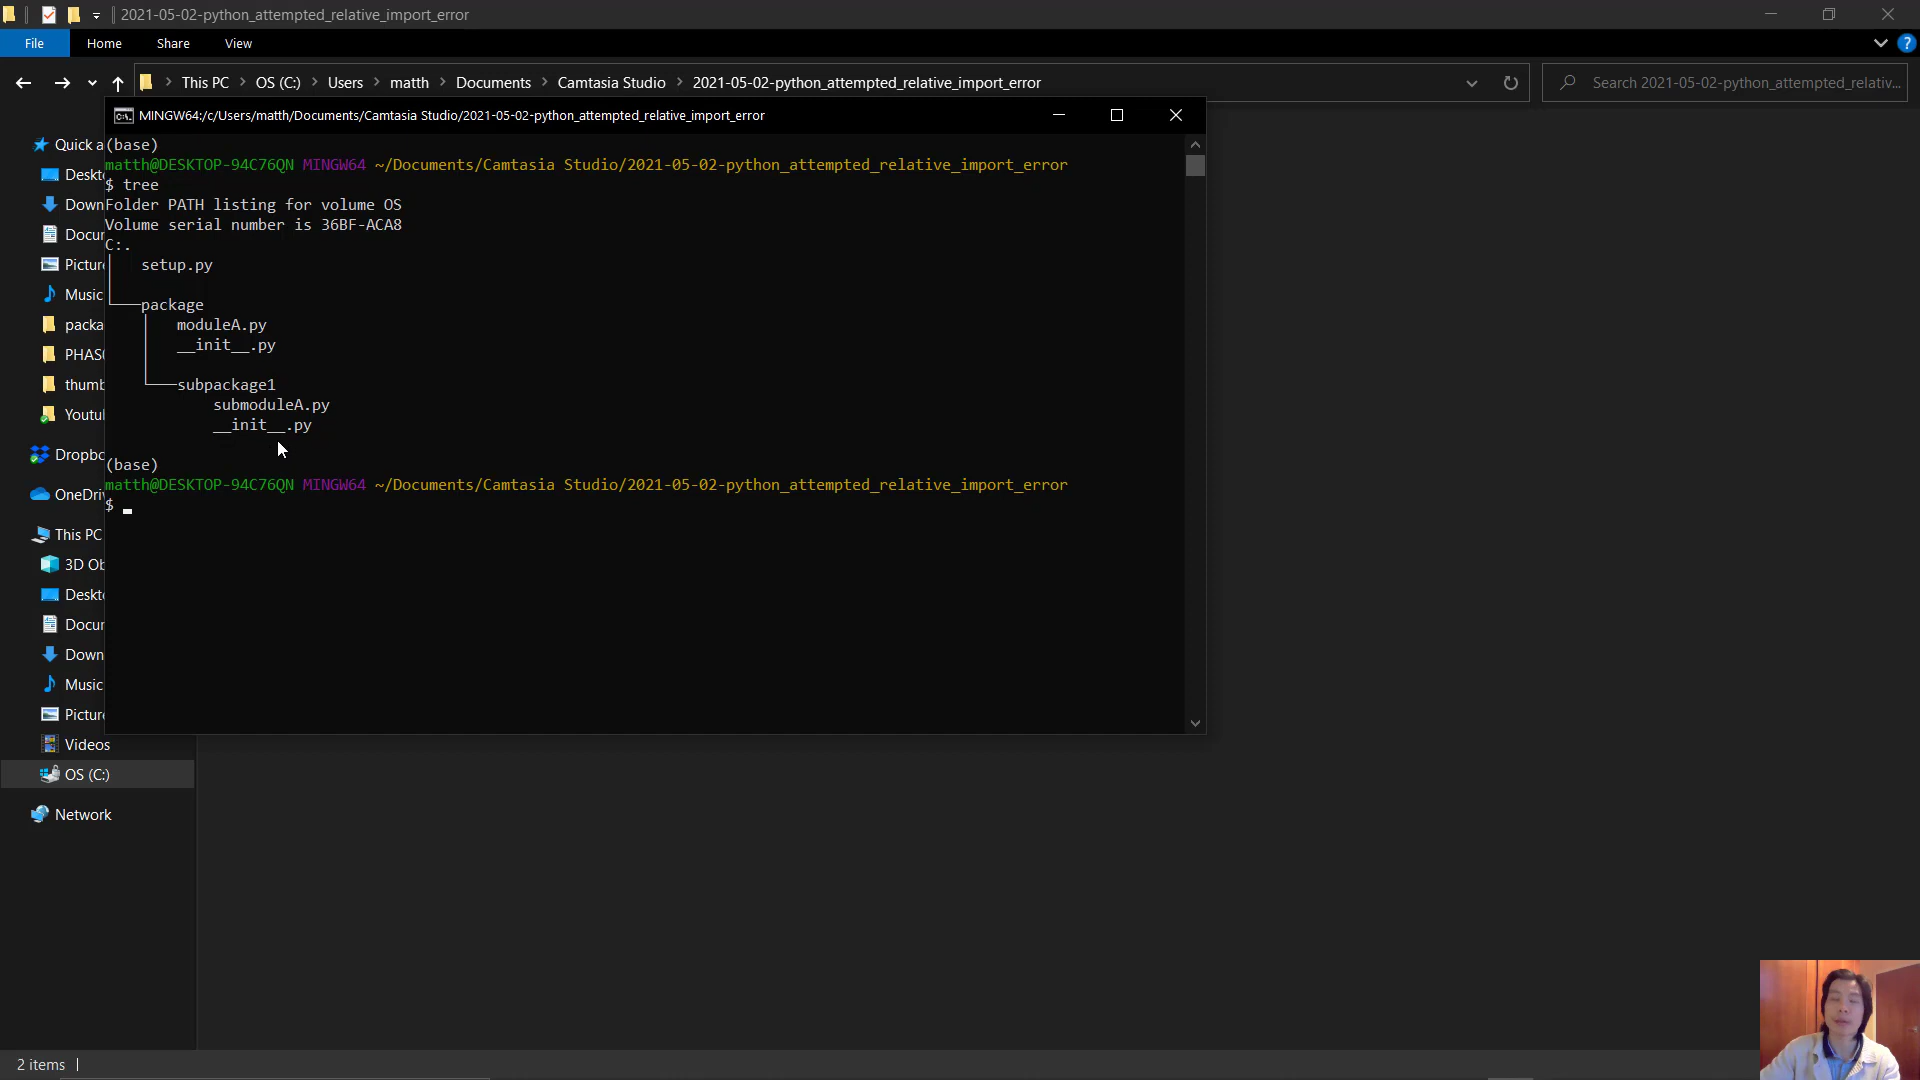 2021-05-02-python_attempted_relative_import_error
File Home Share View
This PC OS (C:) Users matth Documents Camtasia Studio 2021-05-02-python_attempted_relative_import_error
Search 2021-05-02-python_attempted_relativ...
MINGW64:/c/Users/matth/Documents/Camtasia Studio/2021-05-02-python_attempted_relative_import_error
(base)
matth@DESKTOP-94C76QN MINGW64 ~/Documents/Camtasia Studio/2021-05-02-python_attempted_relative_import_error
$ tree
Folder PATH listing for volume OS
Volume serial number is 36BF-ACA8
C:.
setup.py
package
moduleA.py
__init__.py
subpackage1
submoduleA.py
__init__.py
(base)
matth@DESKTOP-94C76QN MINGW64 ~/Documents/Camtasia Studio/2021-05-02-python_attempted_relative_import_error
$
Quick a
Deskt
Down
Docur
Picture
Music
packa
PHAS
thumb
Youtu
Dropbo
OneDri
This PC
3D Ob
Deskt
Docur
Down
Music
Picture
Videos
OS (C:)
Network
2 items